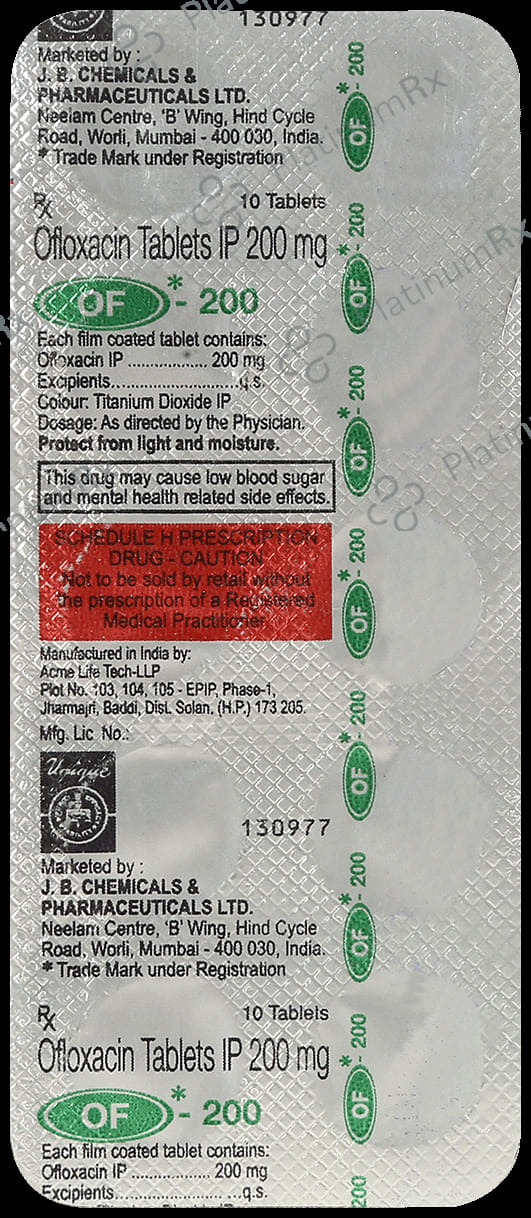 130977
Marketed by :
J. B. CHEMICALS &
PHARMACEUTICALS LTD.
Neelam Centre, 'B' Wing, Hind Cycle
Road, Worli, Mumbai - 400 030, India.
* Trade Mark under Registration
Rx 10 Tablets
Ofloxacin Tablets IP 200 mg
OF*- 200
Each film coated tablet contains:
Ofloxacin IP ................. 200 mg
Excipients..........................q.s.
Colour: Titanium Dioxide IP
Dosage: As directed by the Physician.
Protect from light and moisture.
This drug may cause low blood sugar
and mental health related side effects.
SCHEDULE H PRESCRIPTION
DRUG - CAUTION
Not to be sold by retail without
the prescription of a Registered
Medical Practitioner.
Manufactured in India by:
Acme Life Tech-LLP
Plot No. 103, 104, 105 - EPIP, Phase-1,
Jharmajri, Baddi, Dist. Solan, (H.P.) 173 205.
Mfg. Lic No.:
Unique
130977
Marketed by :
J. B. CHEMICALS &
PHARMACEUTICALS LTD.
Neelam Centre, 'B' Wing, Hind Cycle
Road, Worli, Mumbai - 400 030, India.
* Trade Mark under Registration
Rx 10 Tablets
Ofloxacin Tablets IP 200 mg
OF*- 200
Each film coated tablet contains:
Ofloxacin IP ................. 200 mg
Excipients..........................q.s.
OF*- 200
OF*- 200
OF*- 200
OF*- 200
OF*- 200
OF*- 200
OF*- 200
200
PlatinumRx
PlatinumRx
Platinum